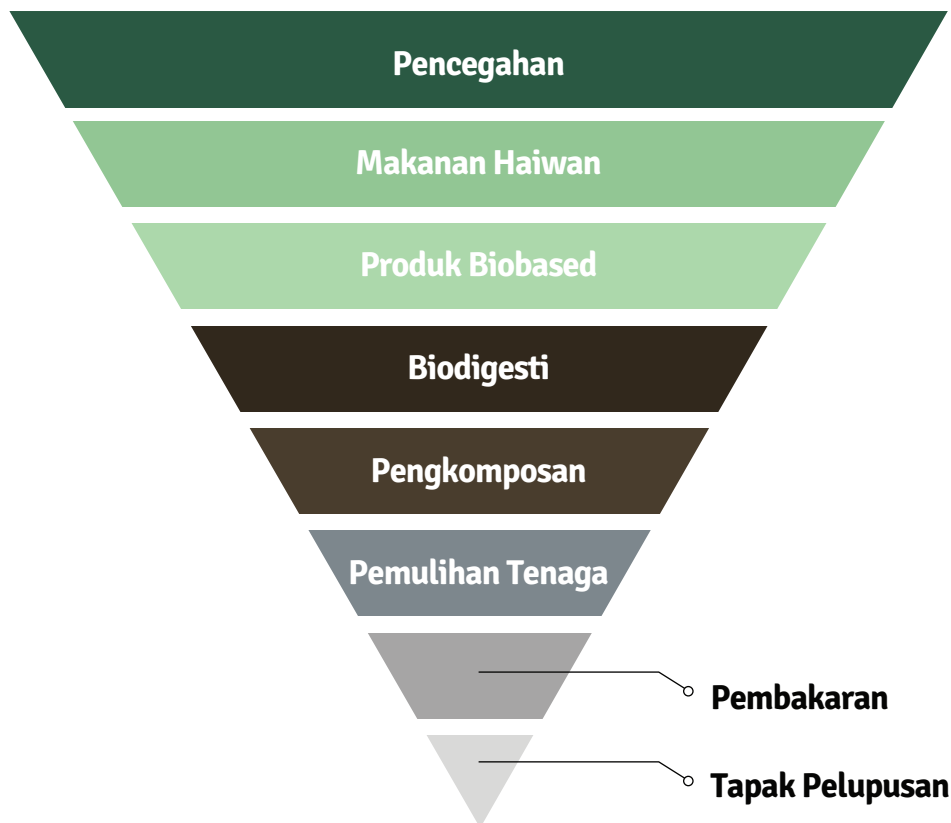 Pencegahan
Makanan Haiwan
Produk Biobased
Biodigesti
Pengkomposan
Pemulihan Tenaga
Pembakaran
Tapak Pelupusan